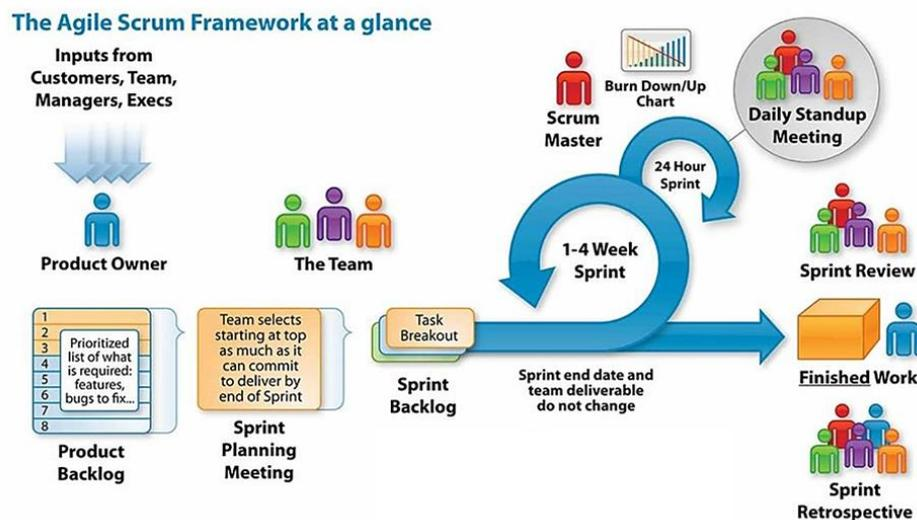 The Agile Scrum Framework at a glance
Inputs from
Customers, Team,
Managers, Execs
Product Owner
The Team
Scrum
Master
Burn Down/Up
Chart
Daily Standup
Meeting
24 Hour
Sprint
1-4 Week
Sprint
Sprint Review
1
2
3
4
5
6
7
8
Prioritized
list of what
is required:
features,
bugs to fix...
Product
Backlog
Team selects
starting at top
as much as it
can commit
to deliver by
end of Sprint
Sprint
Planning
Meeting
Task
Breakout
Sprint
Backlog
Sprint end date and
team deliverable
do not change
Finished Work
Sprint
Retrospective